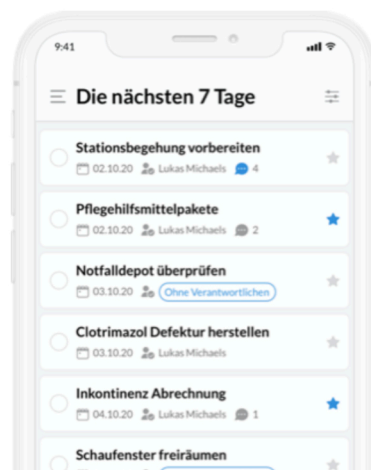 9:41
Die nächsten 7 Tage
Stationsbegehung vorbereiten
02.10.20 Lukas Michaels 4
Pflegehilfsmittelpakete
02.10.20 Lukas Michaels 2
Notfalldepot überprüfen
03.10.20 Ohne Verantwortlichen
Clotrimazol Defektur herstellen
03.10.20 Lukas Michaels
Inkontinenz Abrechnung
04.10.20 Lukas Michaels 1
Schaufenster freiräumen